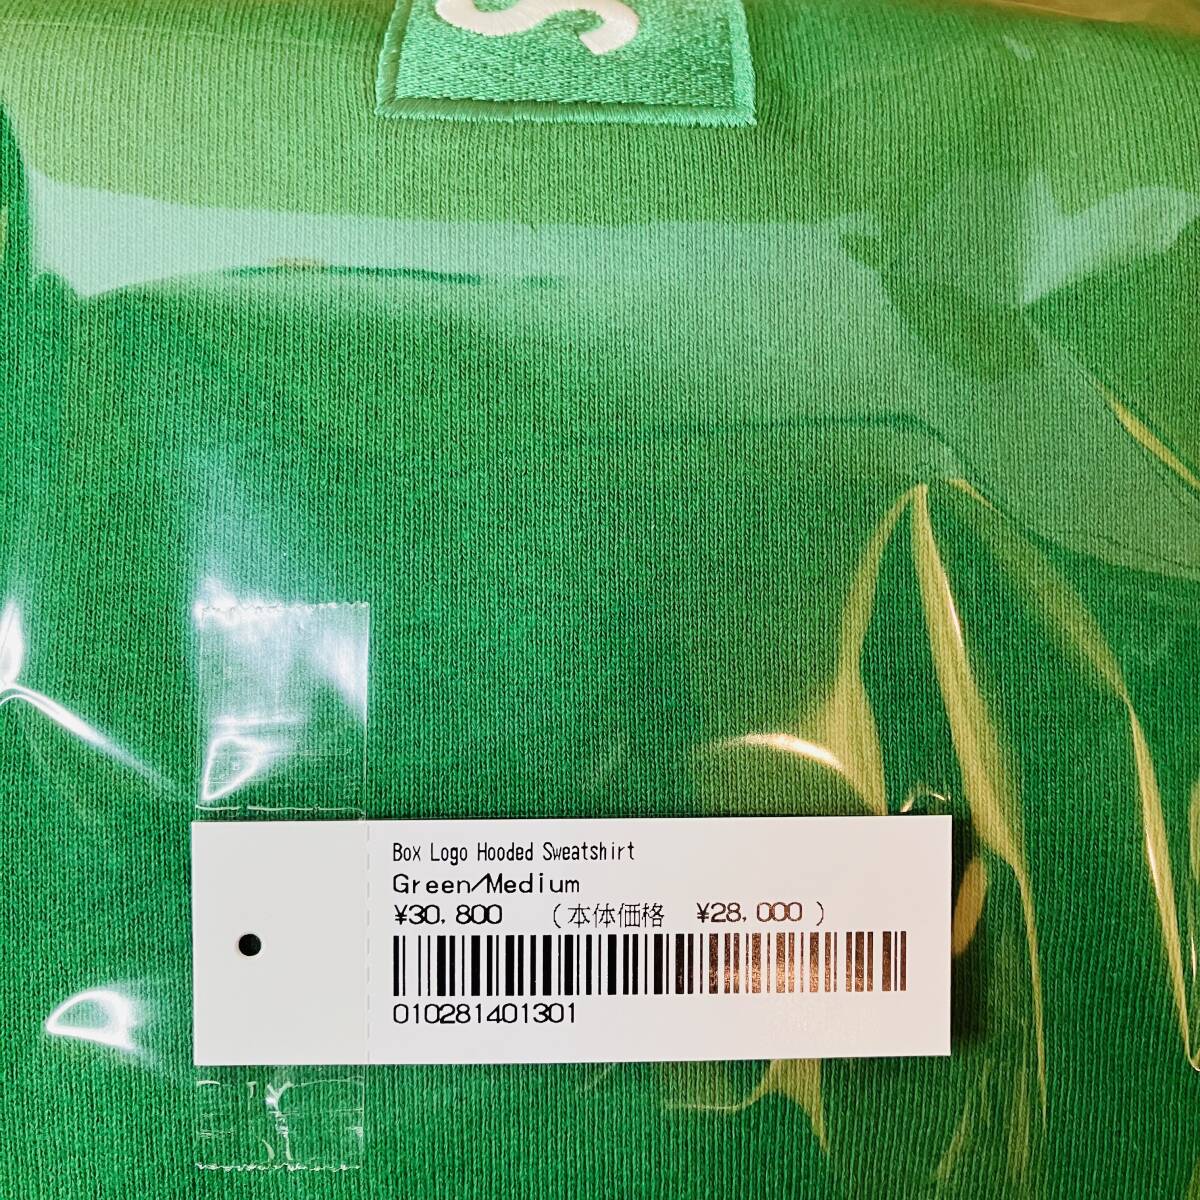 S
Box Logo Hooded Sweatshirt
Green/Medium
¥30,800 (本体価格 ¥28,000 )
010281401301